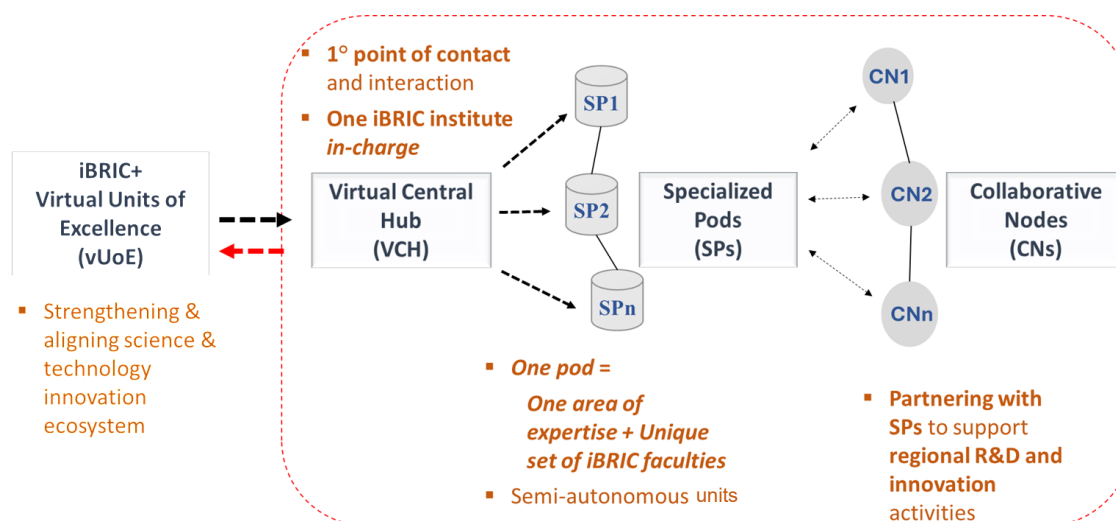 iBRIC+
Virtual Units of
Excellence
(vUoE)
▪ Strengthening &
aligning science &
technology
innovation
ecosystem
▪ 1° point of contact
and interaction
▪ One iBRIC institute
in-charge
Virtual Central
Hub
(VCH)
SP1
SP2
SPn
▪ One pod =
One area of
expertise + Unique
set of iBRIC faculties
▪ Semi-autonomous units
Specialized
Pods
(SPs)
CN1
CN2
CNn
Collaborative
Nodes
(CNs)
▪ Partnering with
SPs to support
regional R&D and
innovation
activities